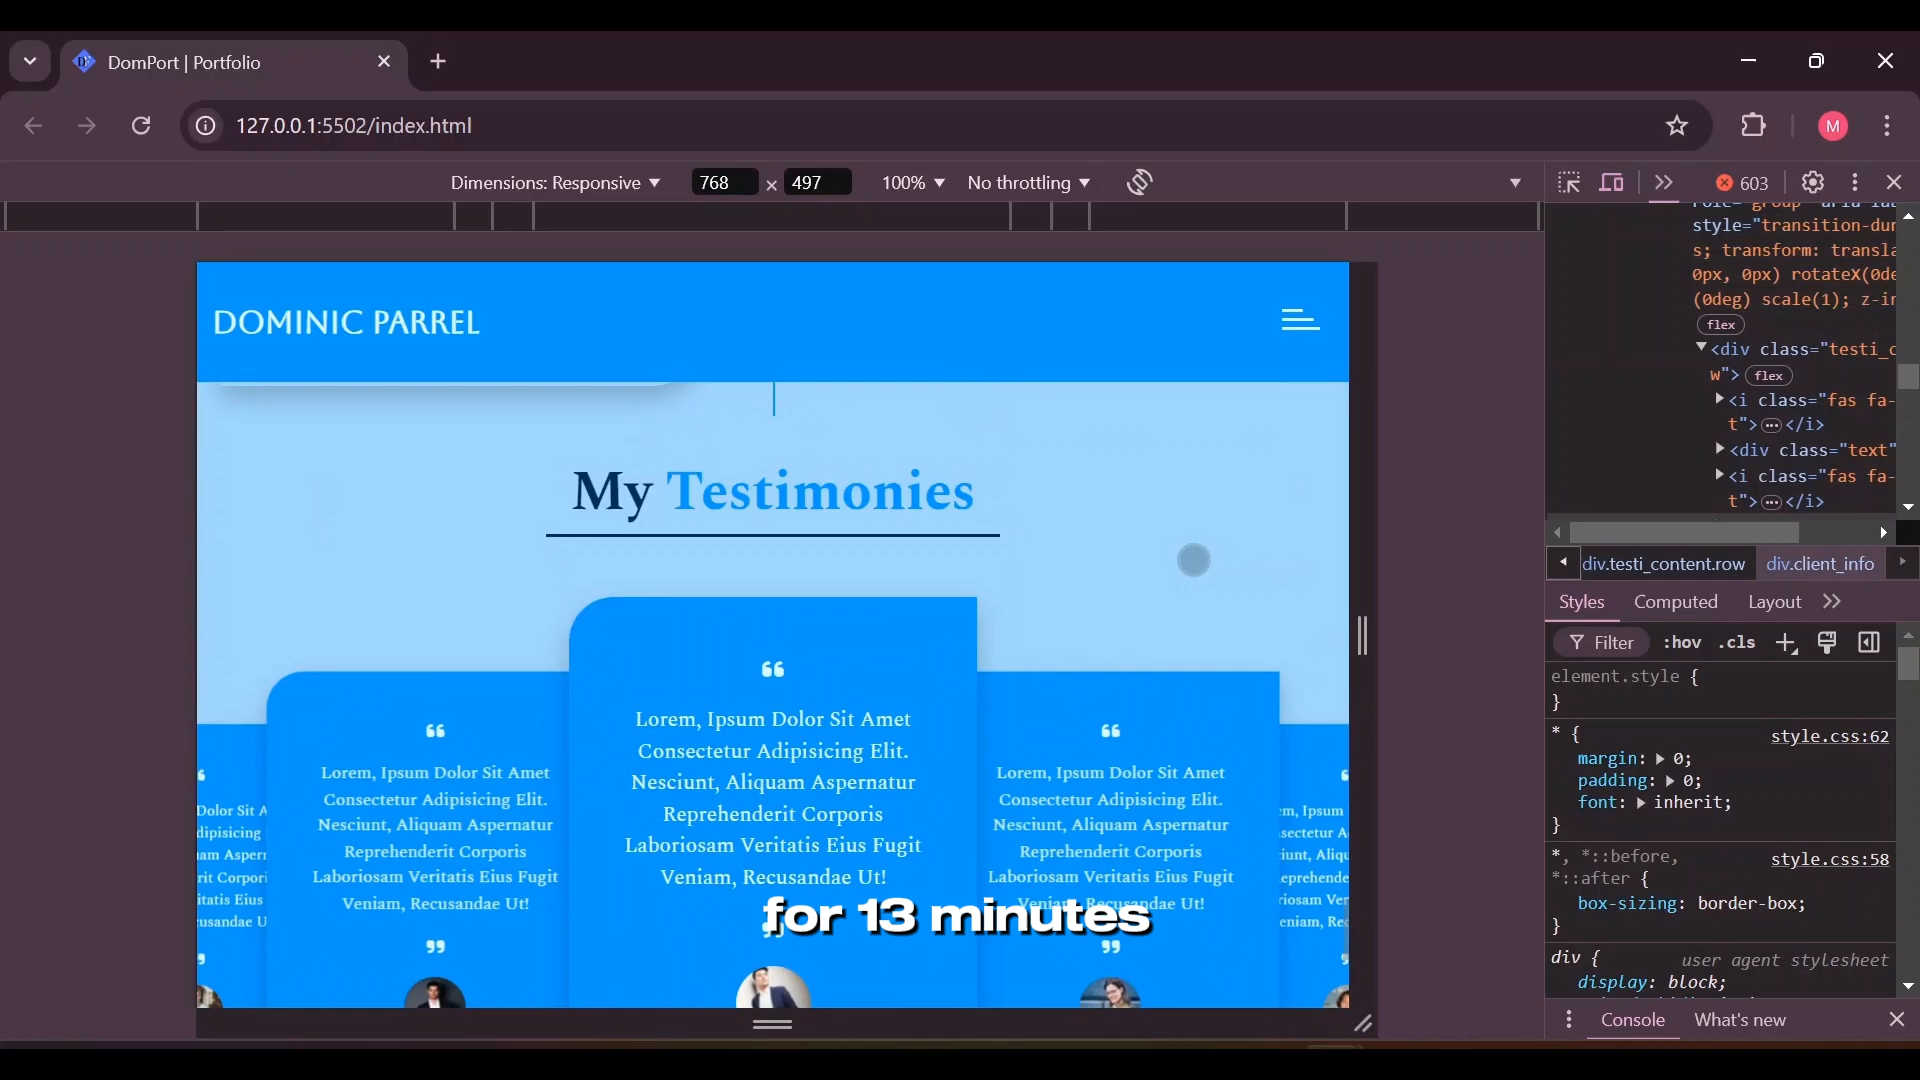 DomPort | Portfolio
127.0.0.1:5502/index.html
M
Dimensions: Responsive 768 × 497 100% No throttling
603
DOMINIC PARREL
My Testimonies
Lorem, Ipsum Dolor Sit Amet
Consectetur Adipisicing Elit.
Nesciunt, Aliquam Aspernatur
Reprehenderit Corporis
Laboriosam Veritatis Eius Fugit
Veniam, Recusandae Ut!
Lorem, Ipsum Dolor Sit Amet
Consectetur Adipisicing Elit.
Nesciunt, Aliquam Aspernatur
Reprehenderit Corporis
Laboriosam Veritatis Eius Fugit
Veniam, Recusandae Ut!
Lorem, Ipsum Dolor Sit Amet
Consectetur Adipisicing Elit.
Nesciunt, Aliquam Aspernatur
Reprehenderit Corporis
Laboriosam Veritatis Eius Fugit
Veniam, Recusandae Ut!
for 13 minutes
style="transition-dur
s; transform: transla
0px, 0px) rotateX(0de
(0deg) scale(1); z-in
flex
<div class="testi_c
w"> flex
<i class="fas fa-
t"> </i>
<div class="text"
<i class="fas fa-
t"> </i>
div.testi_content.row div.client_info
Styles Computed Layout
Filter :hov .cls
element.style {
}
* { style.css:62
margin: 0;
padding: 0;
font: inherit;
}
*, *::before, style.css:58
*::after {
box-sizing: border-box;
}
div { user agent stylesheet
display: block;
Console What's new